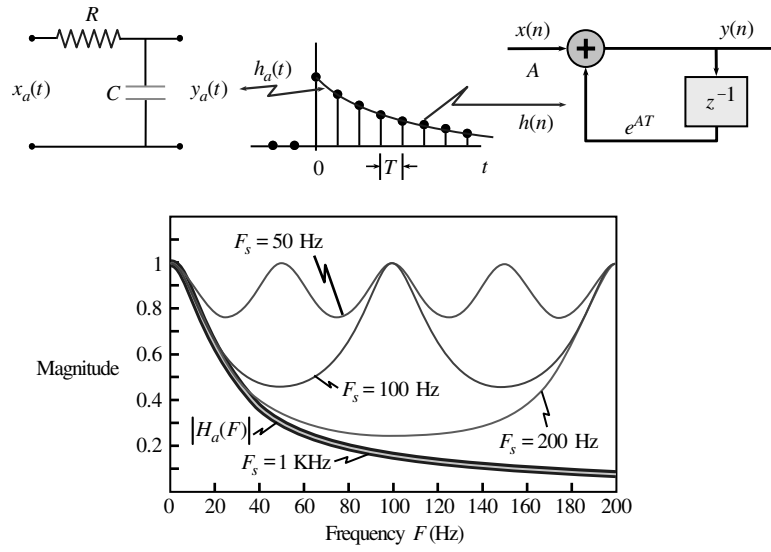 R
x_a(t)
C
y_a(t)
h_a(t)
0
T
t
h(n)
x(n)
A
y(n)
z^{-1}
e^{AT}
F_s = 50 Hz
1
0.8
0.6
0.4
0.2
Magnitude
F_s = 100 Hz
F_s = 200 Hz
|H_a(F)|
F_s = 1 KHz
0 20 40 60 80 100 120 140 160 180 200
Frequency F (Hz)